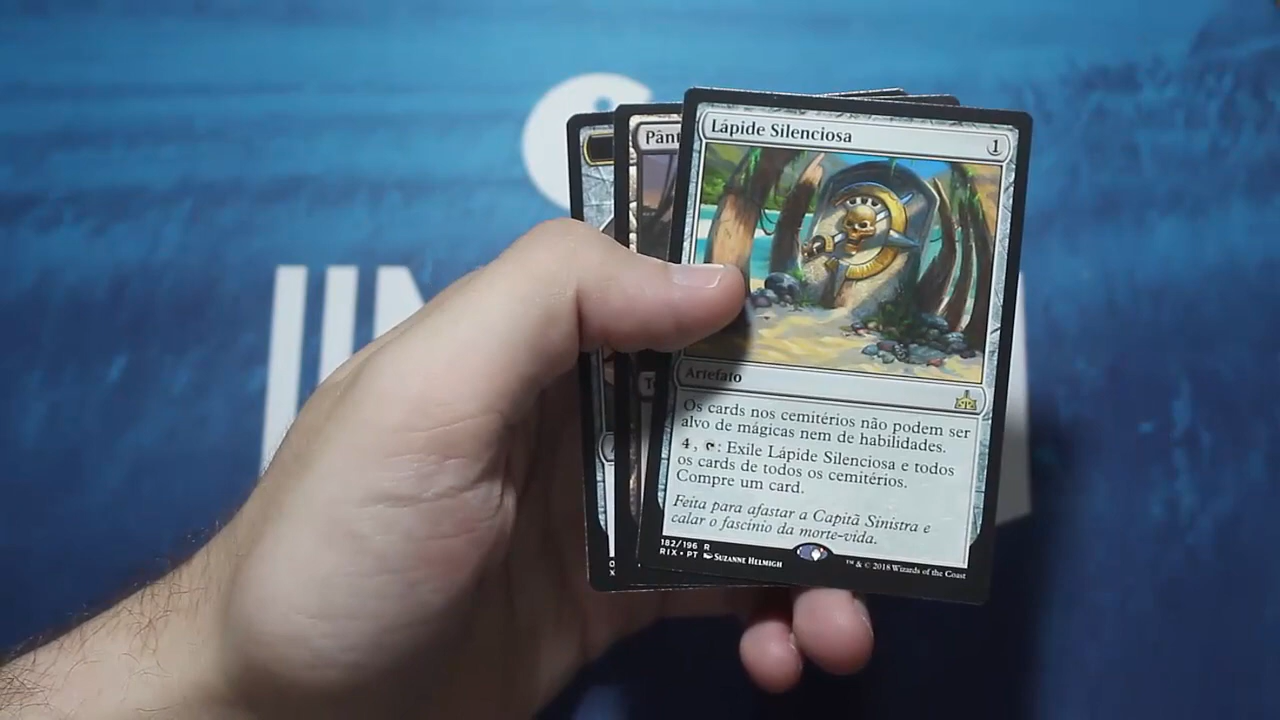 Lápide Silenciosa
1
Pânt
Artefato
Os cards nos cemitérios não podem ser
alvo de mágicas nem de habilidades.
4, : Exile Lápide Silenciosa e todos
os cards de todos os cemitérios.
Compre um card.
Feita para afastar a Capitã Sinistra e
calar o fascínio da morte-vida.
182/196 R
RIX • PT SUZANNE HELMIGH
™ & © 2018 Wizards of the Coast